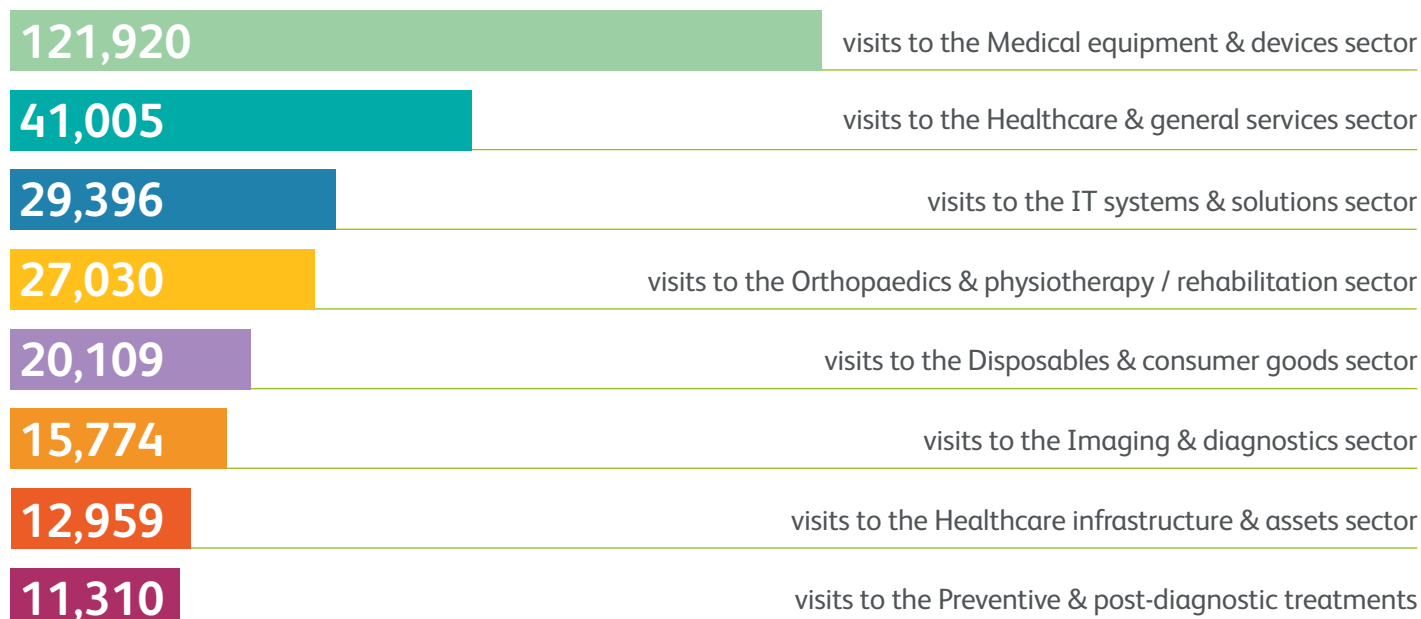 121,920 visits to the Medical equipment & devices sector
41,005 visits to the Healthcare & general services sector
29,396 visits to the IT systems & solutions sector
27,030 visits to the Orthopaedics & physiotherapy / rehabilitation sector
20,109 visits to the Disposables & consumer goods sector
15,774 visits to the Imaging & diagnostics sector
12,959 visits to the Healthcare infrastructure & assets sector
11,310 visits to the Preventive & post-diagnostic treatments